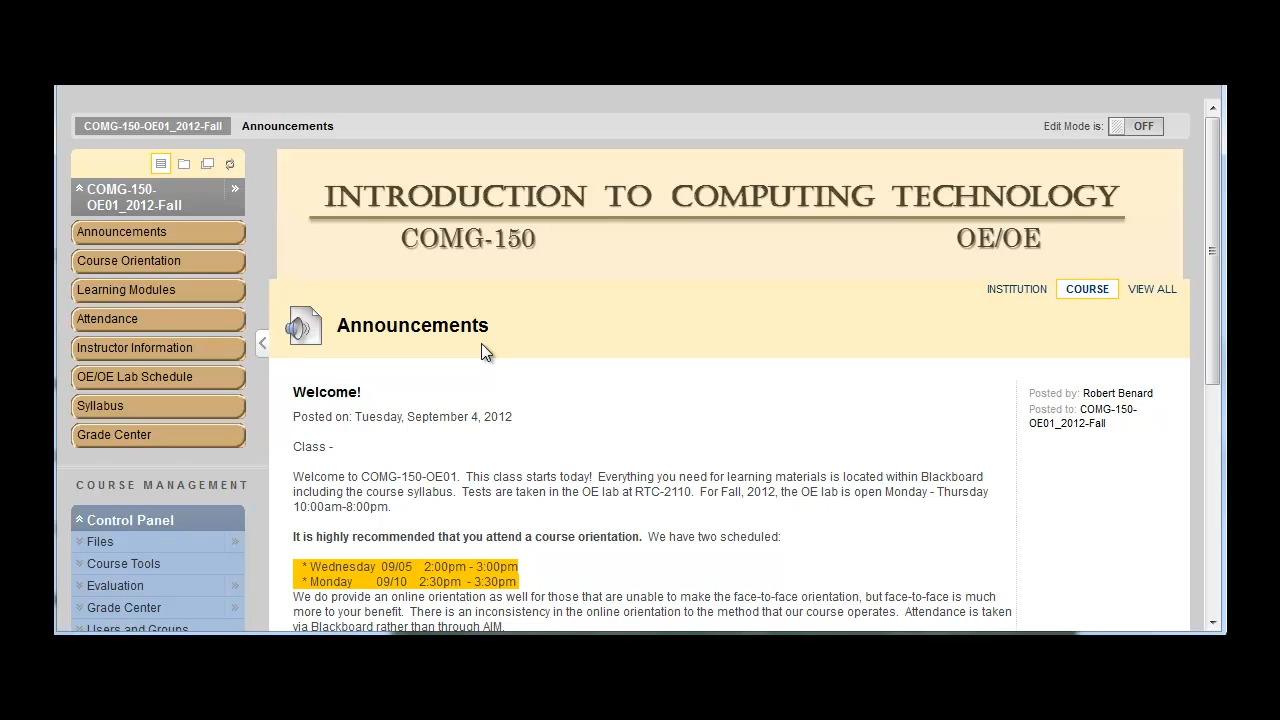 COMG-150-OE01_2012-Fall Announcements Edit Mode is: OFF
COMG-150-
OE01_2012-Fall
Announcements
Course Orientation
Learning Modules
Attendance
Instructor Information
OE/OE Lab Schedule
Syllabus
Grade Center
COURSE MANAGEMENT
Control Panel
Files
Course Tools
Evaluation
Grade Center
Users and Groups
INTRODUCTION TO COMPUTING TECHNOLOGY
COMG-150 OE/OE
INSTITUTION COURSE VIEW ALL
Announcements
Welcome!
Posted on: Tuesday, September 4, 2012
Class -
Welcome to COMG-150-OE01. This class starts today! Everything you need for learning materials is located within Blackboard
including the course syllabus. Tests are taken in the OE lab at RTC-2110. For Fall, 2012, the OE lab is open Monday - Thursday
10:00am-8:00pm.
It is highly recommended that you attend a course orientation. We have two scheduled:
* Wednesday 09/05 2:00pm - 3:00pm
* Monday 09/10 2:30pm - 3:30pm
We do provide an online orientation as well for those that are unable to make the face-to-face orientation, but face-to-face is much
more to your benefit. There is an inconsistency in the online orientation to the method that our course operates. Attendance is taken
via Blackboard rather than through AIM.
Posted by: Robert Benard
Posted to: COMG-150-
OE01_2012-Fall